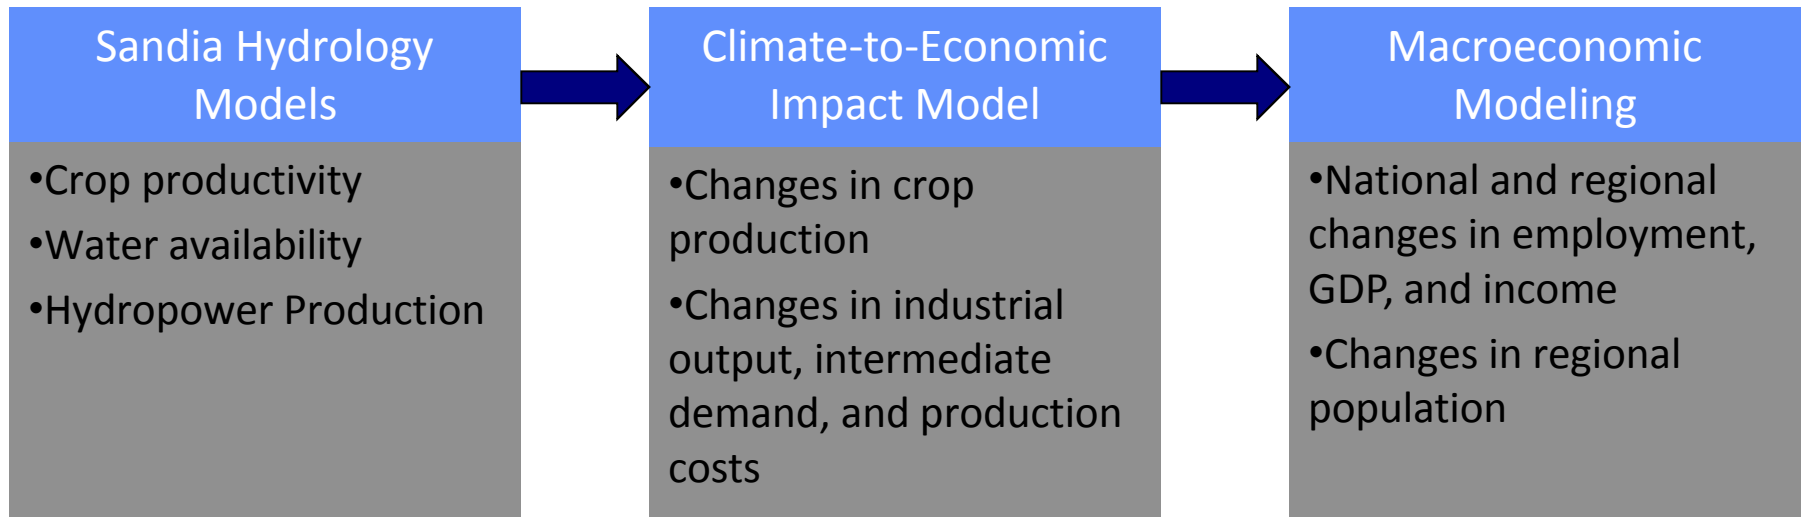 Sandia Hydrology
Models
•Crop productivity
•Water availability
•Hydropower Production
Climate-to-Economic
Impact Model
•Changes in crop
production
•Changes in industrial
output, intermediate
demand, and production
costs
Macroeconomic
Modeling
•National and regional
changes in employment,
GDP, and income
•Changes in regional
population